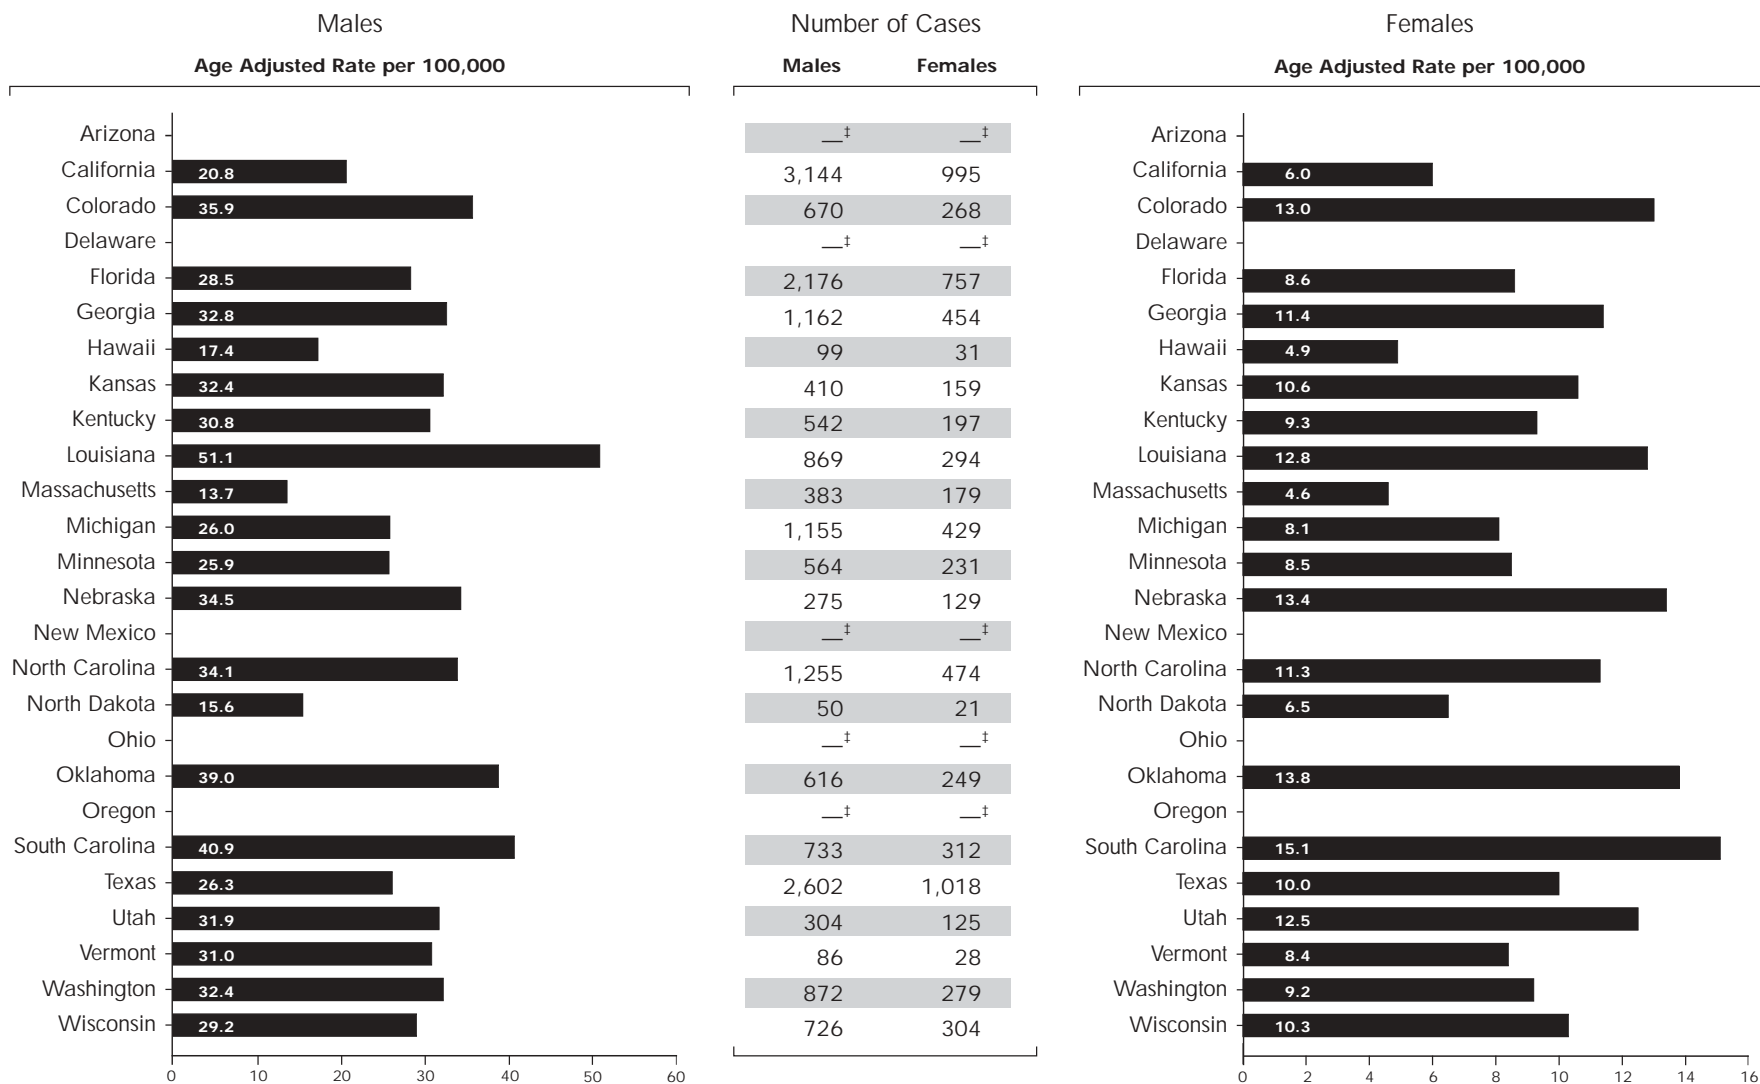 Males Number of Cases Females
Age Adjusted Rate per 100,000 Males Females Age Adjusted Rate per 100,000
Arizona —‡ —‡ Arizona
California 20.8 3,144 995 California 6.0
Colorado 35.9 670 268 Colorado 13.0
Delaware —‡ —‡ Delaware
Florida 28.5 2,176 757 Florida 8.6
Georgia 32.8 1,162 454 Georgia 11.4
Hawaii 17.4 99 31 Hawaii 4.9
Kansas 32.4 410 159 Kansas 10.6
Kentucky 30.8 542 197 Kentucky 9.3
Louisiana 51.1 869 294 Louisiana 12.8
Massachusetts 13.7 383 179 Massachusetts 4.6
Michigan 26.0 1,155 429 Michigan 8.1
Minnesota 25.9 564 231 Minnesota 8.5
Nebraska 34.5 275 129 Nebraska 13.4
New Mexico —‡ —‡ New Mexico
North Carolina 34.1 1,255 474 North Carolina 11.3
North Dakota 15.6 50 21 North Dakota 6.5
Ohio —‡ —‡ Ohio
Oklahoma 39.0 616 249 Oklahoma 13.8
Oregon —‡ —‡ Oregon
South Carolina 40.9 733 312 South Carolina 15.1
Texas 26.3 2,602 1,018 Texas 10.0
Utah 31.9 304 125 Utah 12.5
Vermont 31.0 86 28 Vermont 8.4
Washington 32.4 872 279 Washington 9.2
Wisconsin 29.2 726 304 Wisconsin 10.3
0 10 20 30 40 50 60 0 2 4 6 8 10 12 14 16